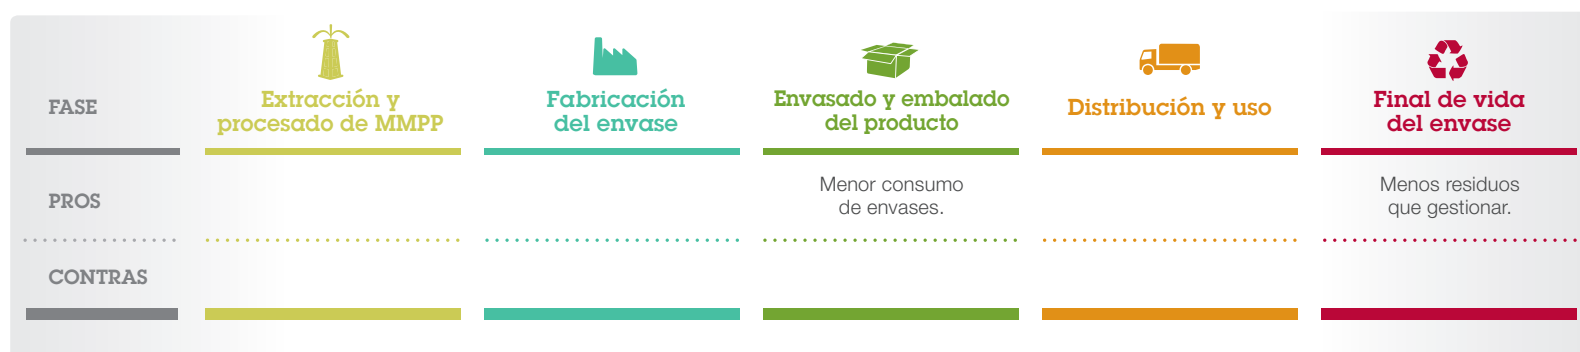 FASE
Extracción y
procesado de MMPP
Fabricación
del envase
Envasado y embalado
del producto
Distribución y uso
Final de vida
del envase
PROS
Menor consumo
de envases.
Menos residuos
que gestionar.
CONTRAS